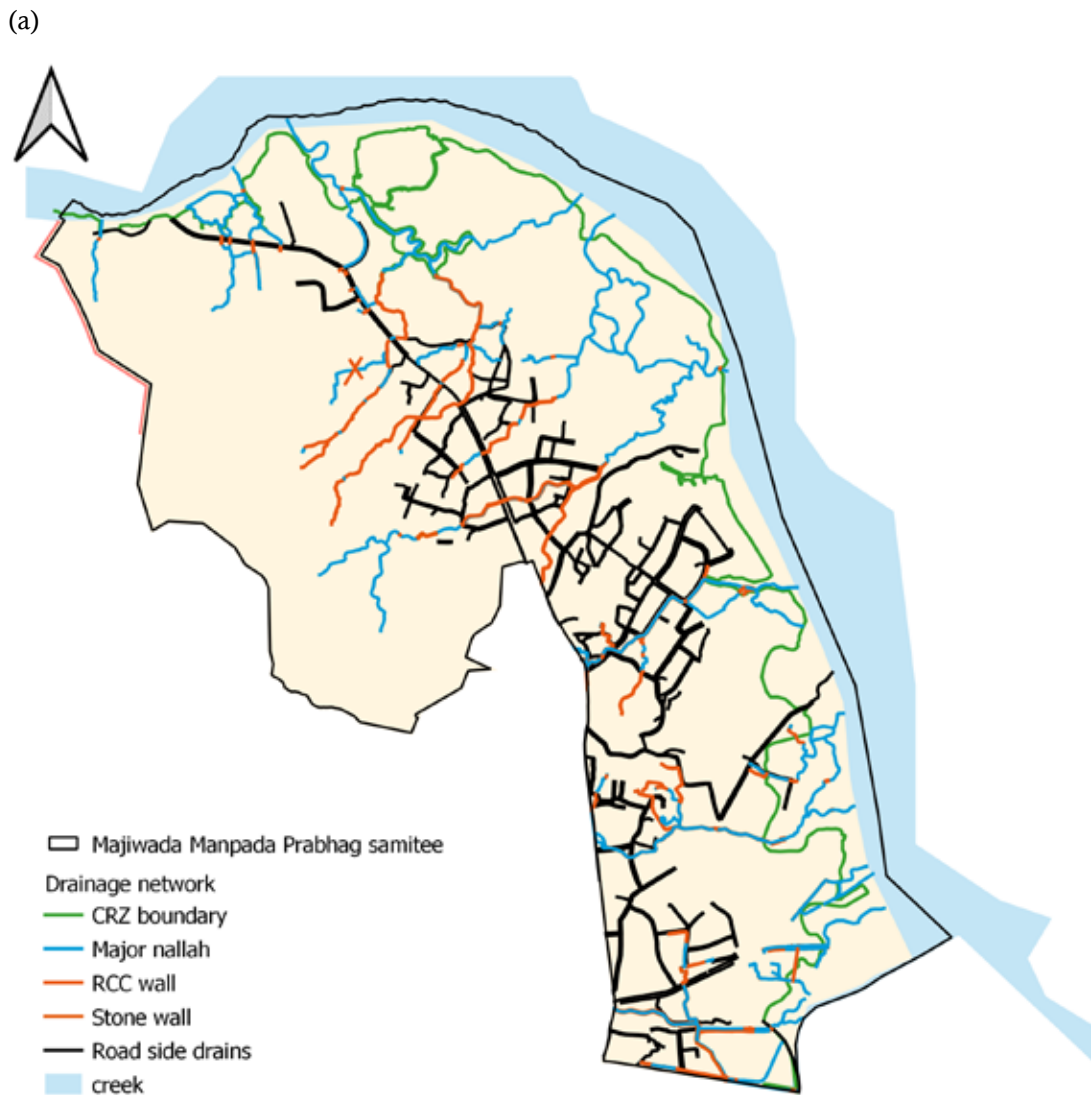 (a)
Majiwada Manpada Prabhag samitee
Drainage network
CRZ boundary
Major nallah
RCC wall
Stone wall
Road side drains
creek